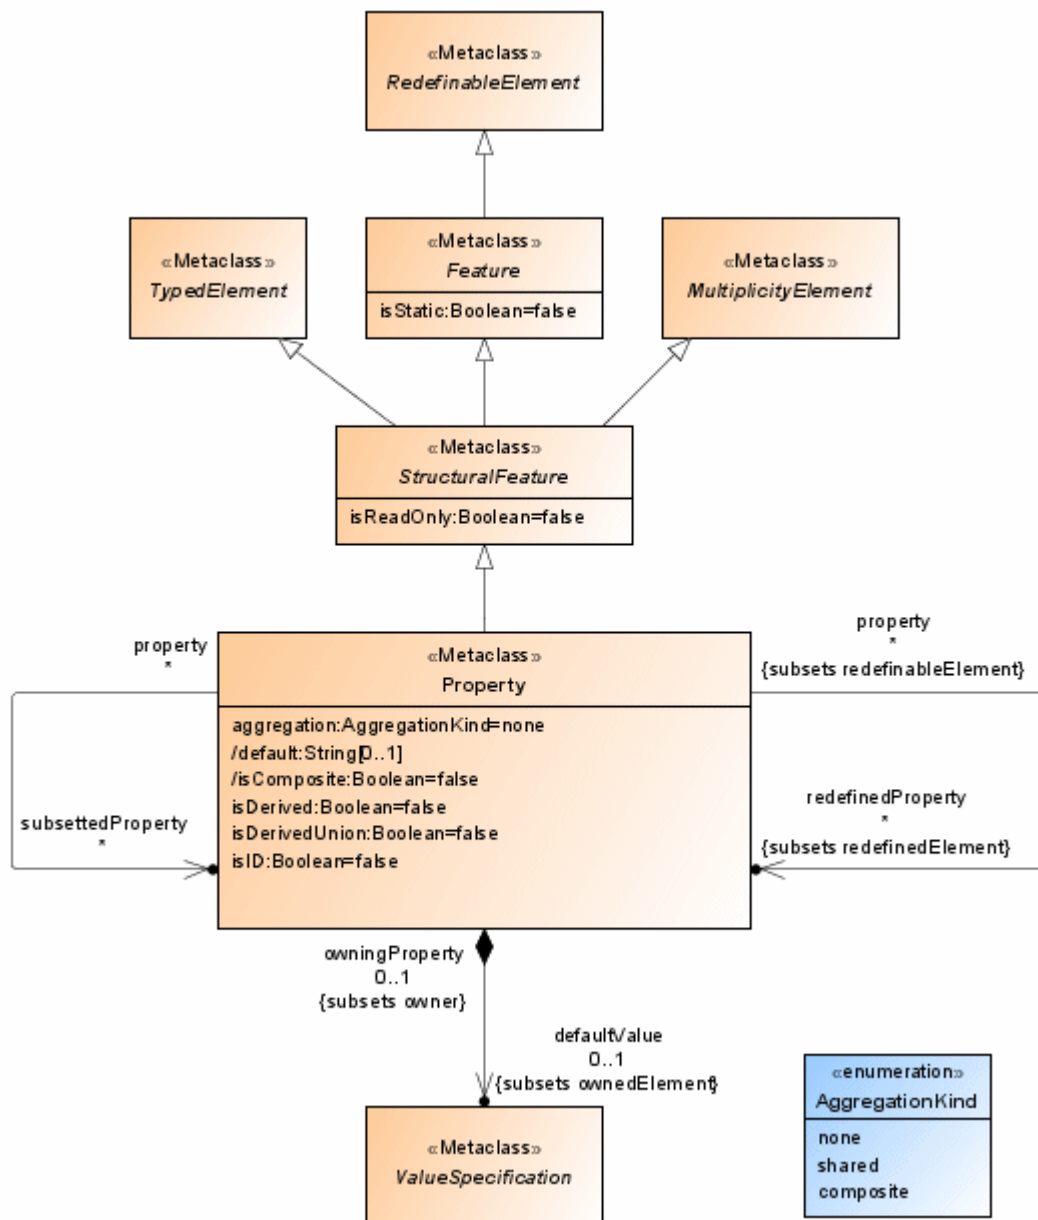 «Metaclass»
RedefinableElement
«Metaclass»
TypedElement
«Metaclass»
Feature
isStatic:Boolean=false
«Metaclass»
MultiplicityElement
«Metaclass»
StructuralFeature
isReadOnly:Boolean=false
property
*
subsettedProperty
*
«Metaclass»
Property
aggregation:AggregationKind=none
/default:String[0..1]
/isComposite:Boolean=false
isDerived:Boolean=false
isDerivedUnion:Boolean=false
isID:Boolean=false
property
*
{subsets redefinableElement}
redefinedProperty
*
{subsets redefinedElement}
owningProperty
0..1
{subsets owner}
defaultValue
0..1
{subsets ownedElement}
«Metaclass»
ValueSpecification
«enumeration»
AggregationKind
none
shared
composite